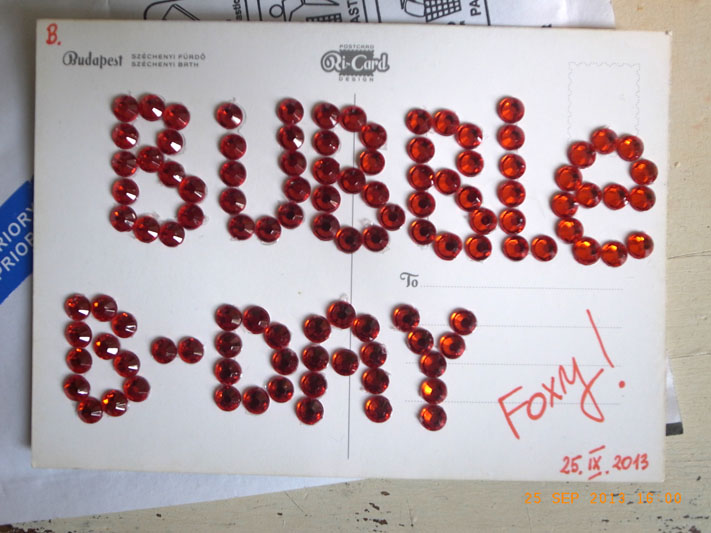 B.
Budapest SZÉCHENYI FÜRDŐ
SZÉCHENYI BATH
POSTCARD
Ri-Card
DESIGN
BUBBle
B-DAY
To
Foxy!
25. IX. 2013
25 SEP 2013 16:00